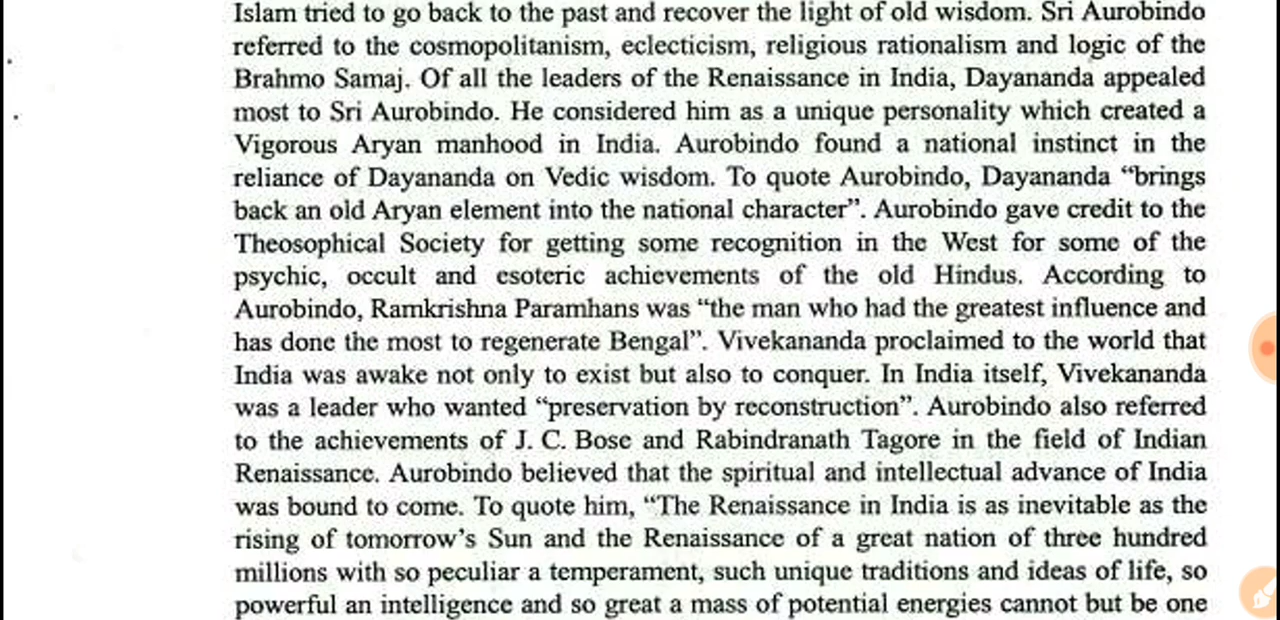 Islam tried to go back to the past and recover the light of old wisdom. Sri Aurobindo
referred to the cosmopolitanism, eclecticism, religious rationalism and logic of the
Brahmo Samaj. Of all the leaders of the Renaissance in India, Dayananda appealed
most to Sri Aurobindo. He considered him as a unique personality which created a
Vigorous Aryan manhood in India. Aurobindo found a national instinct in the
reliance of Dayananda on Vedic wisdom. To quote Aurobindo, Dayananda “brings
back an old Aryan element into the national character”. Aurobindo gave credit to the
Theosophical Society for getting some recognition in the West for some of the
psychic, occult and esoteric achievements of the old Hindus. According to
Aurobindo, Ramkrishna Paramhans was “the man who had the greatest influence and
has done the most to regenerate Bengal”. Vivekananda proclaimed to the world that
India was awake not only to exist but also to conquer. In India itself, Vivekananda
was a leader who wanted “preservation by reconstruction”. Aurobindo also referred
to the achievements of J. C. Bose and Rabindranath Tagore in the field of Indian
Renaissance. Aurobindo believed that the spiritual and intellectual advance of India
was bound to come. To quote him, “The Renaissance in India is as inevitable as the
rising of tomorrow’s Sun and the Renaissance of a great nation of three hundred
millions with so peculiar a temperament, such unique traditions and ideas of life, so
powerful an intelligence and so great a mass of potential energies cannot but be one